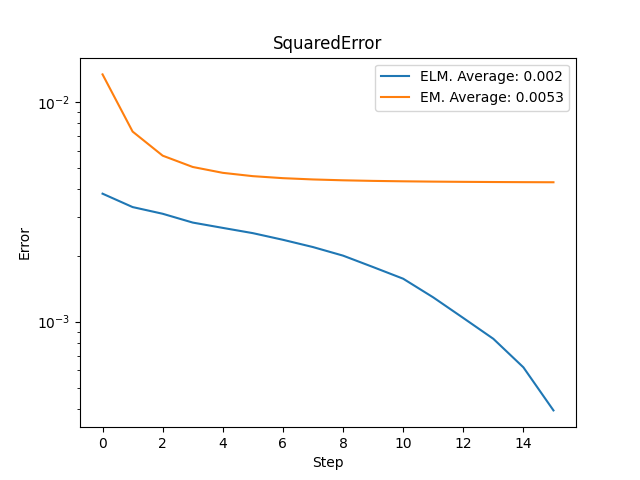 SquaredError
ELM. Average: 0.002
EM. Average: 0.0053
Error
10⁻²
10⁻³
0 2 4 6 8 10 12 14
Step